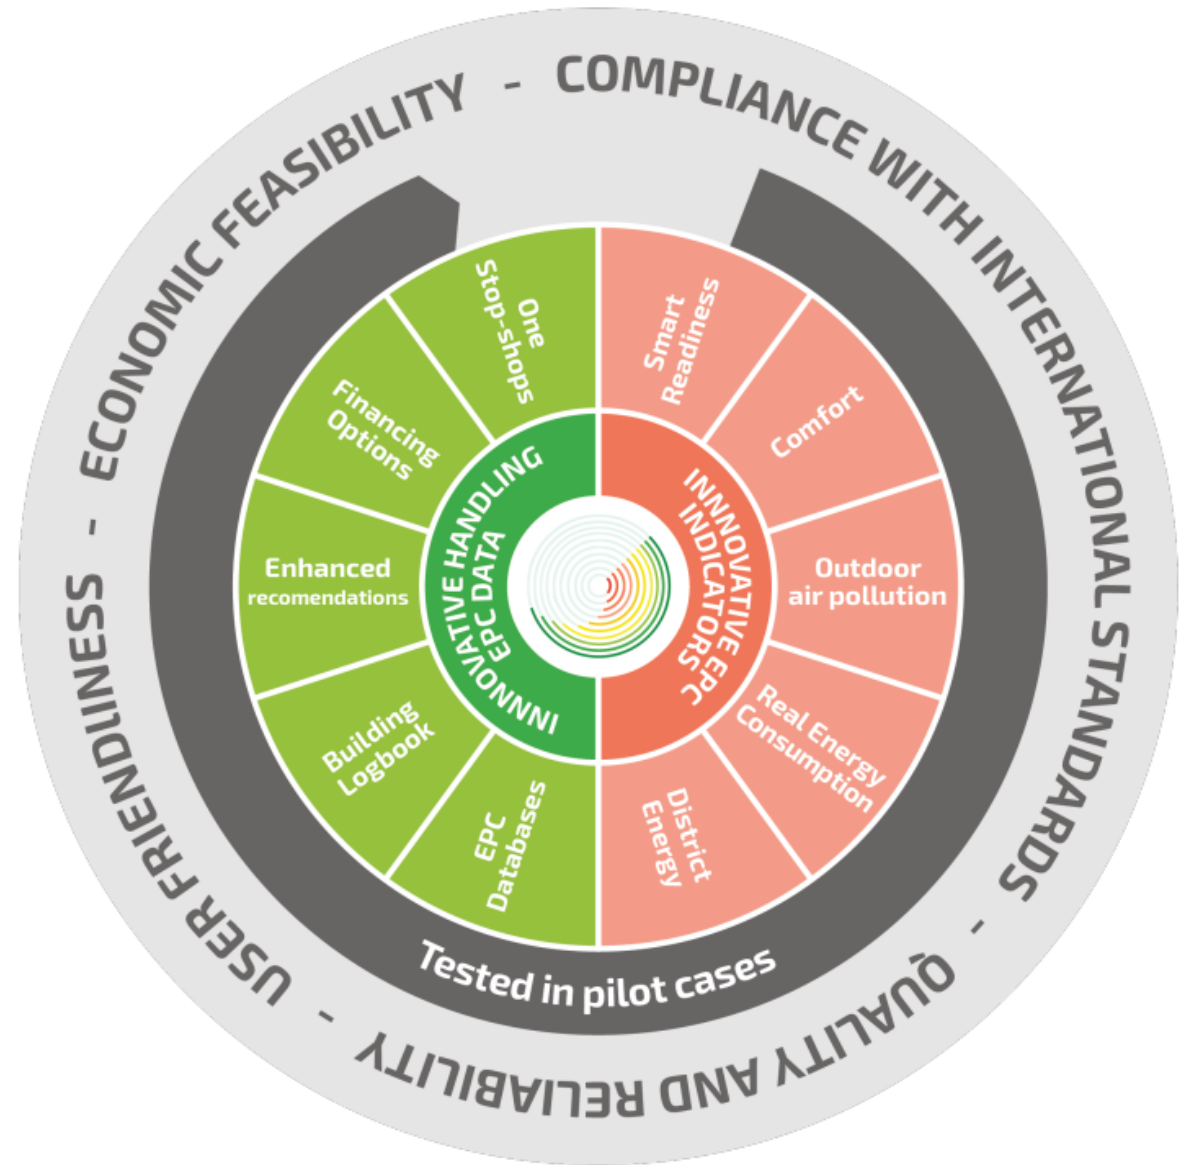 COMPLIANCE WITH INTERNATIONAL STANDARDS - QUALITY AND RELIABILITY - USER FRIENDLINESS - ECONOMIC FEASIBILITY -
Tested in pilot cases
INNNOVATIVE EPC
INDICATORS
Smart
Readiness
Comfort
Outdoor
air pollution
Real Energy
Consumption
District
Energy
INNNOVATIVE HANDLING
EPC DATA
EPC
Databases
Building
Logbook
Enhanced
recomendations
Financing
Options
One
Stop-shops